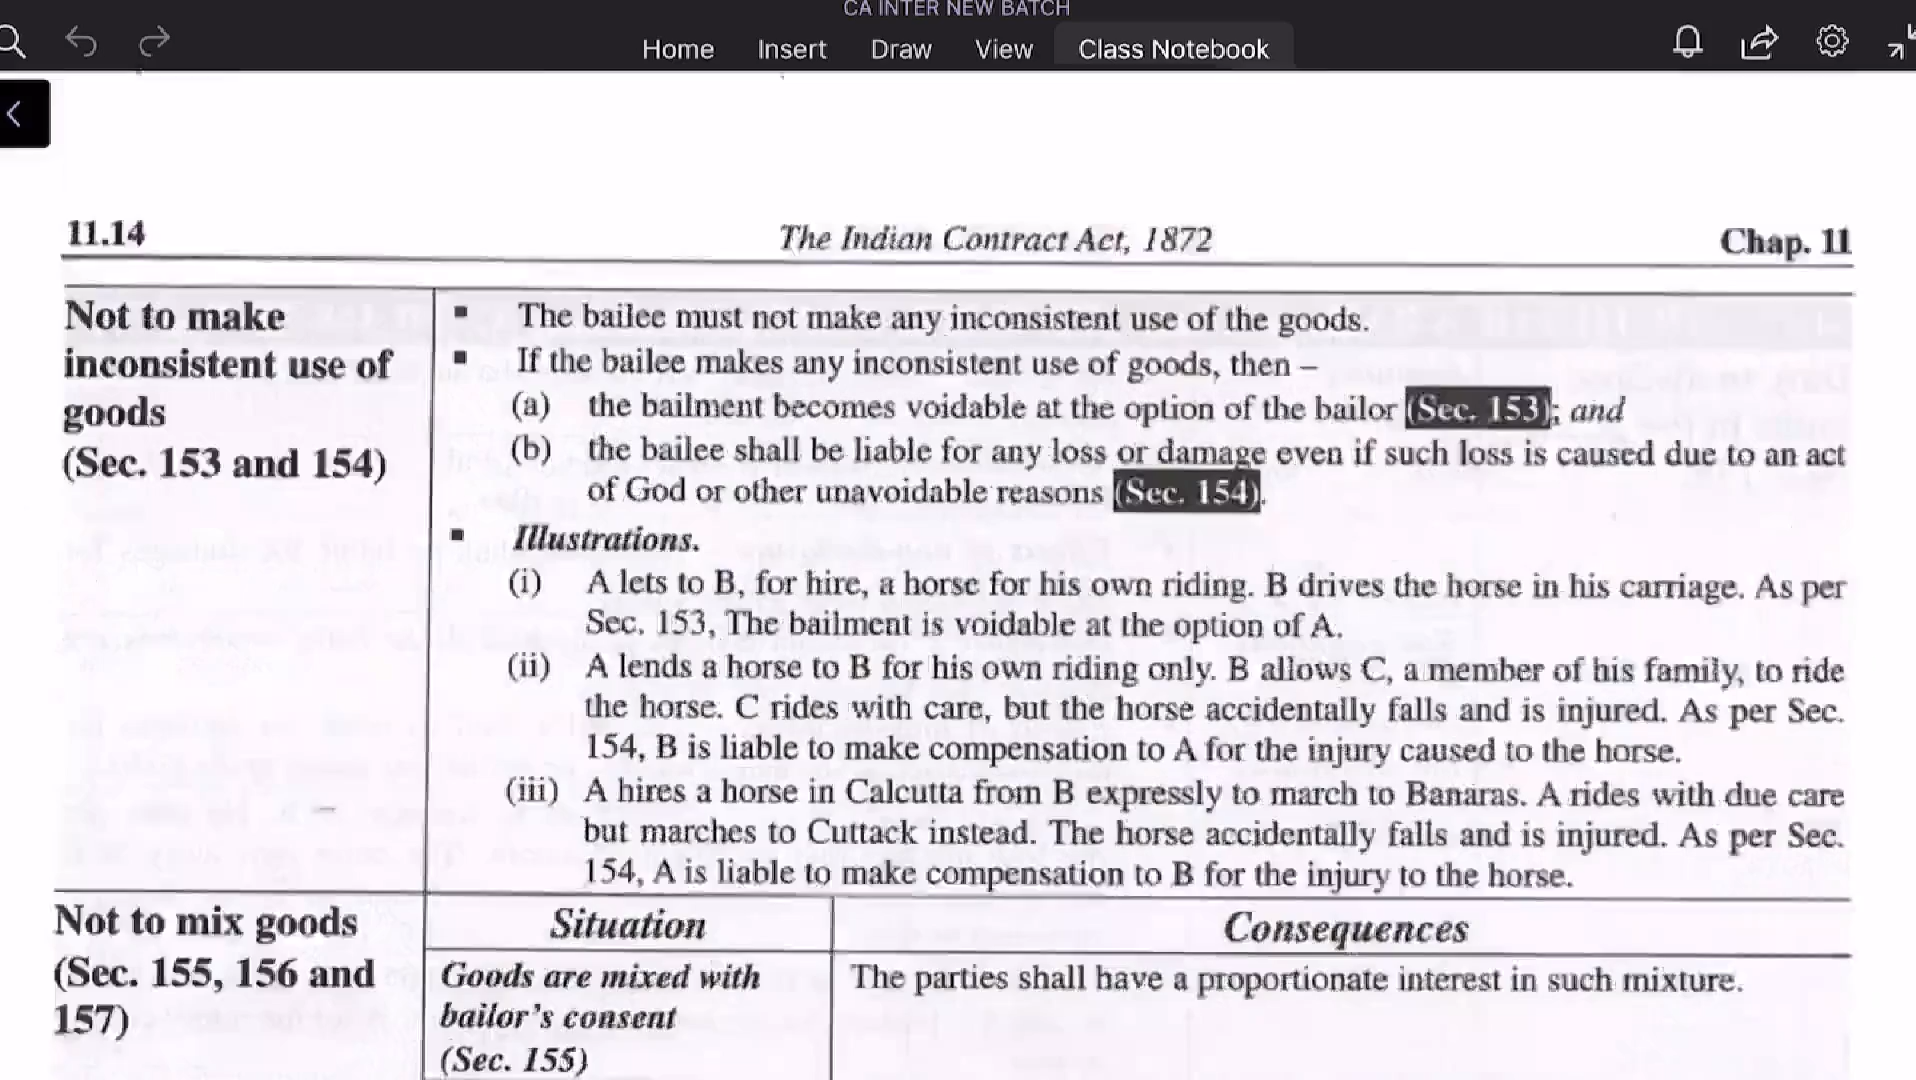 CA INTER NEW BATCH
Home Insert Draw View Class Notebook
11.14 The Indian Contract Act, 1872 Chap. 11
Not to make
inconsistent use of
goods
(Sec. 153 and 154)
▪ The bailee must not make any inconsistent use of the goods.
▪ If the bailee makes any inconsistent use of goods, then –
(a) the bailment becomes voidable at the option of the bailor (Sec. 153); and
(b) the bailee shall be liable for any loss or damage even if such loss is caused due to an act
of God or other unavoidable reasons (Sec. 154).
▪ Illustrations.
(i) A lets to B, for hire, a horse for his own riding. B drives the horse in his carriage. As per
Sec. 153, The bailment is voidable at the option of A.
(ii) A lends a horse to B for his own riding only. B allows C, a member of his family, to ride
the horse. C rides with care, but the horse accidentally falls and is injured. As per Sec.
154, B is liable to make compensation to A for the injury caused to the horse.
(iii) A hires a horse in Calcutta from B expressly to march to Banaras. A rides with due care
but marches to Cuttack instead. The horse accidentally falls and is injured. As per Sec.
154, A is liable to make compensation to B for the injury to the horse.
Not to mix goods
(Sec. 155, 156 and
157)
Situation Consequences
Goods are mixed with
bailor's consent
(Sec. 155)
The parties shall have a proportionate interest in such mixture.